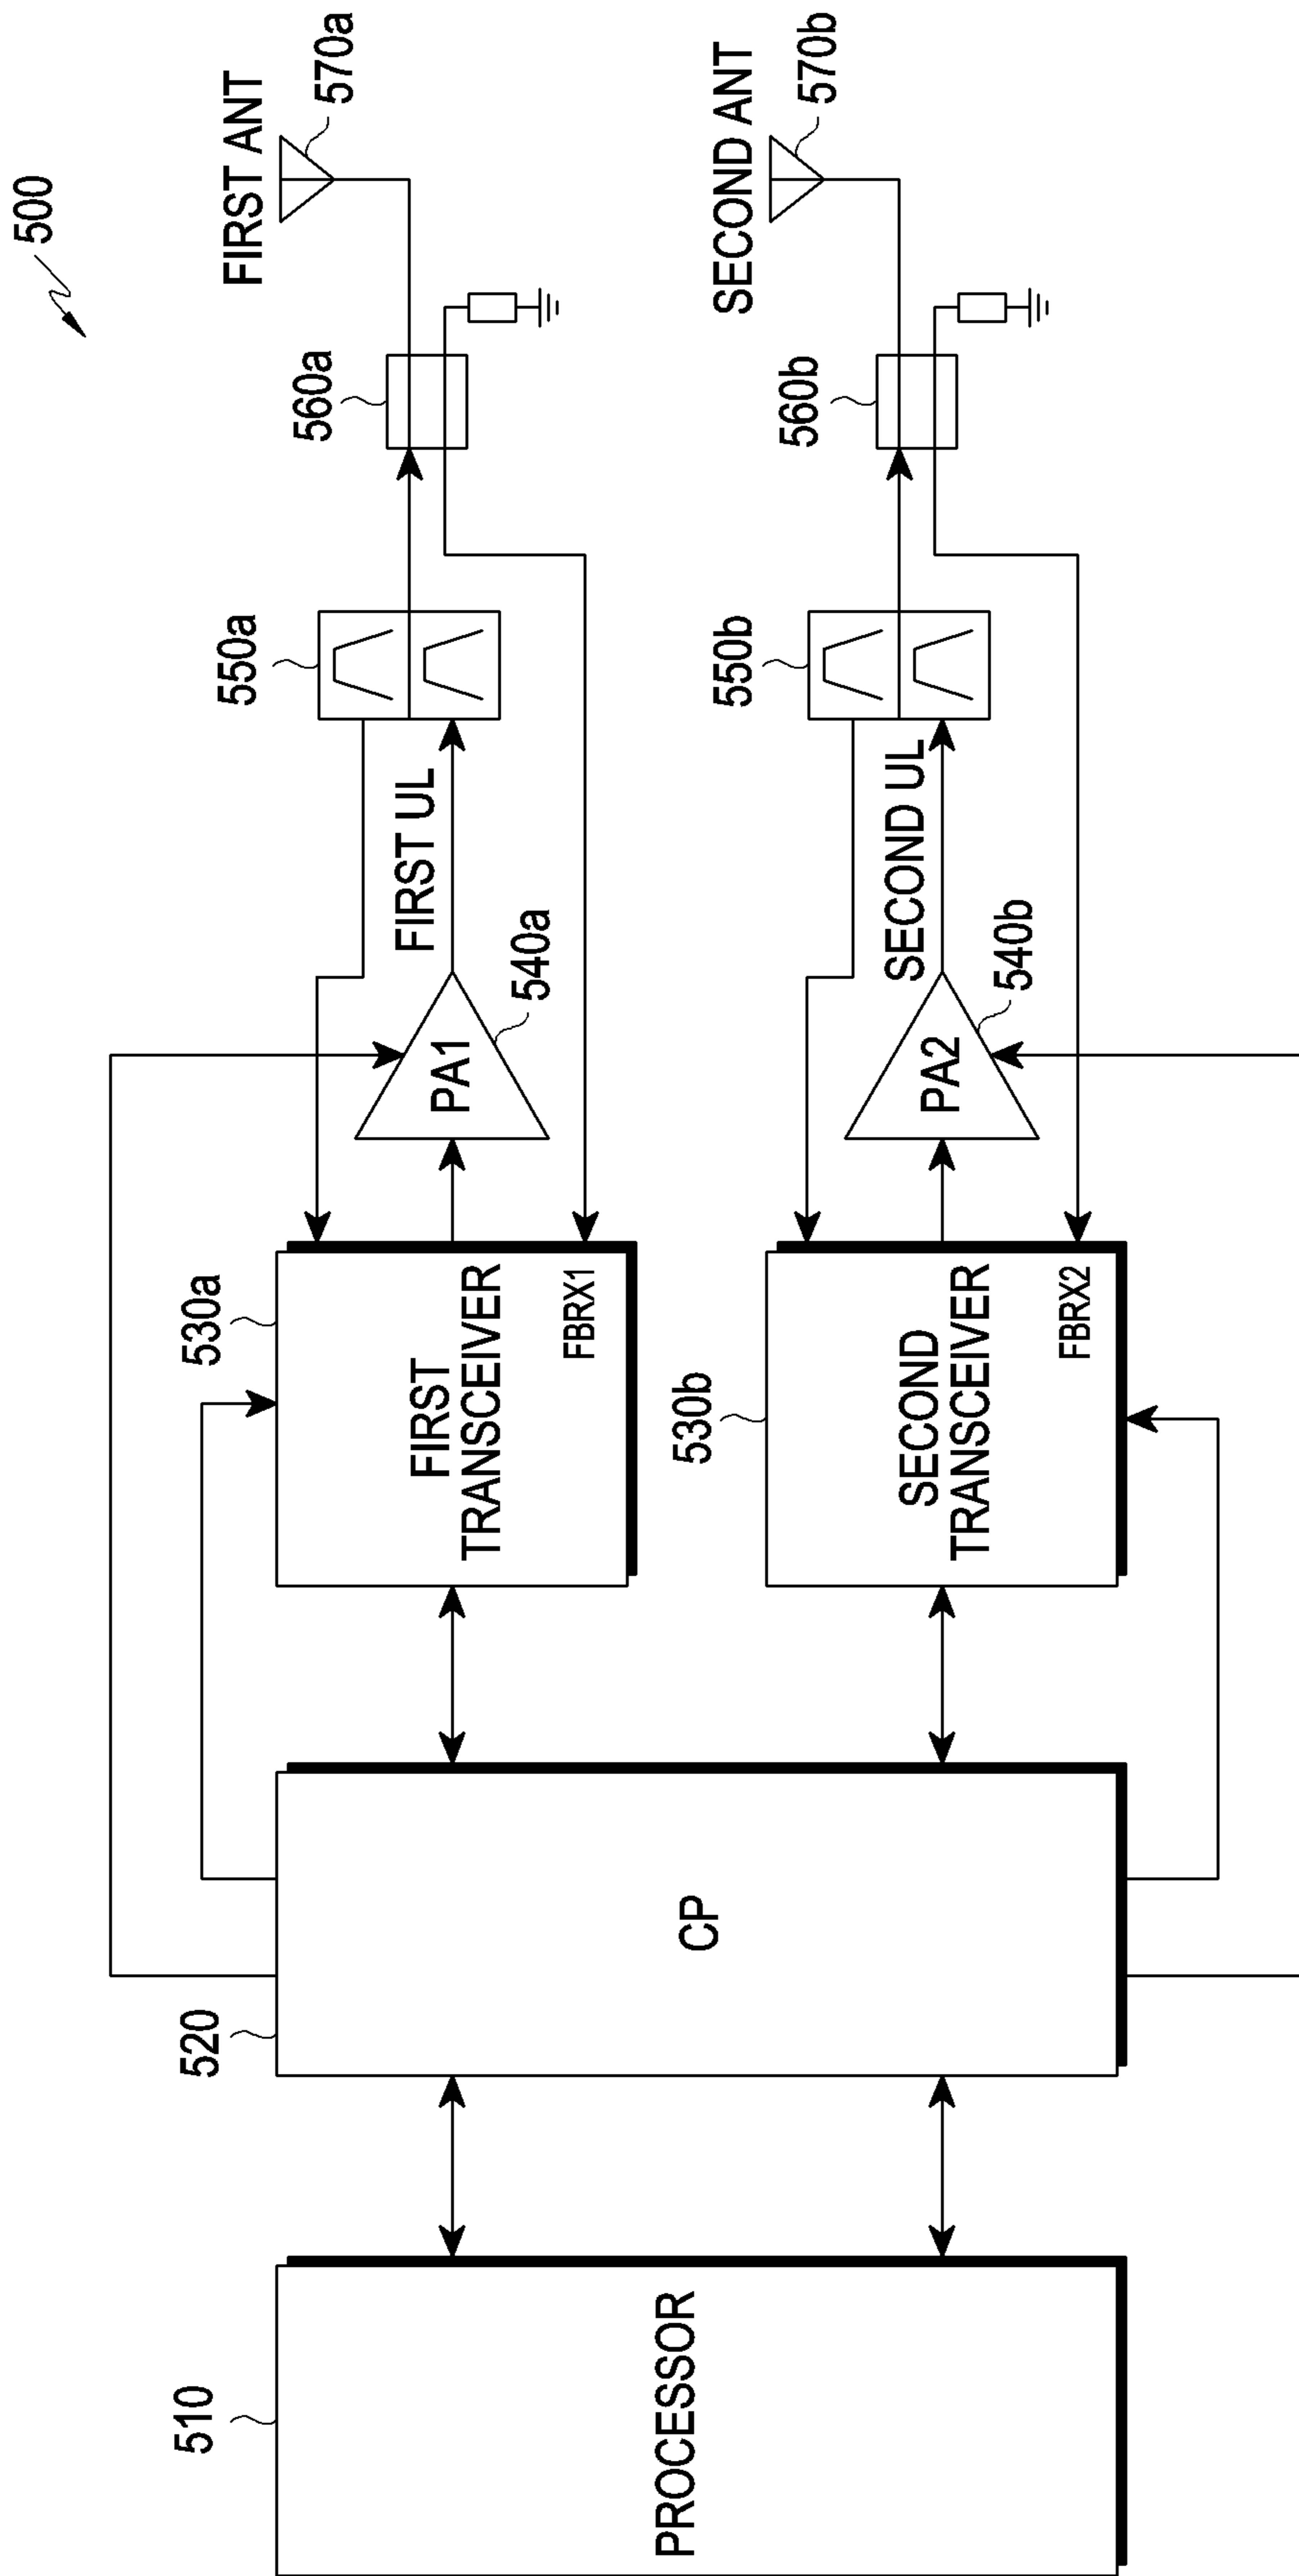 500
510
PROCESSOR
520
CP
530a
FIRST
TRANSCEIVER
FBRX1
PA1
540a
FIRST UL
550a
560a
FIRST ANT
570a
530b
SECOND
TRANSCEIVER
FBRX2
PA2
540b
SECOND UL
550b
560b
SECOND ANT
570b